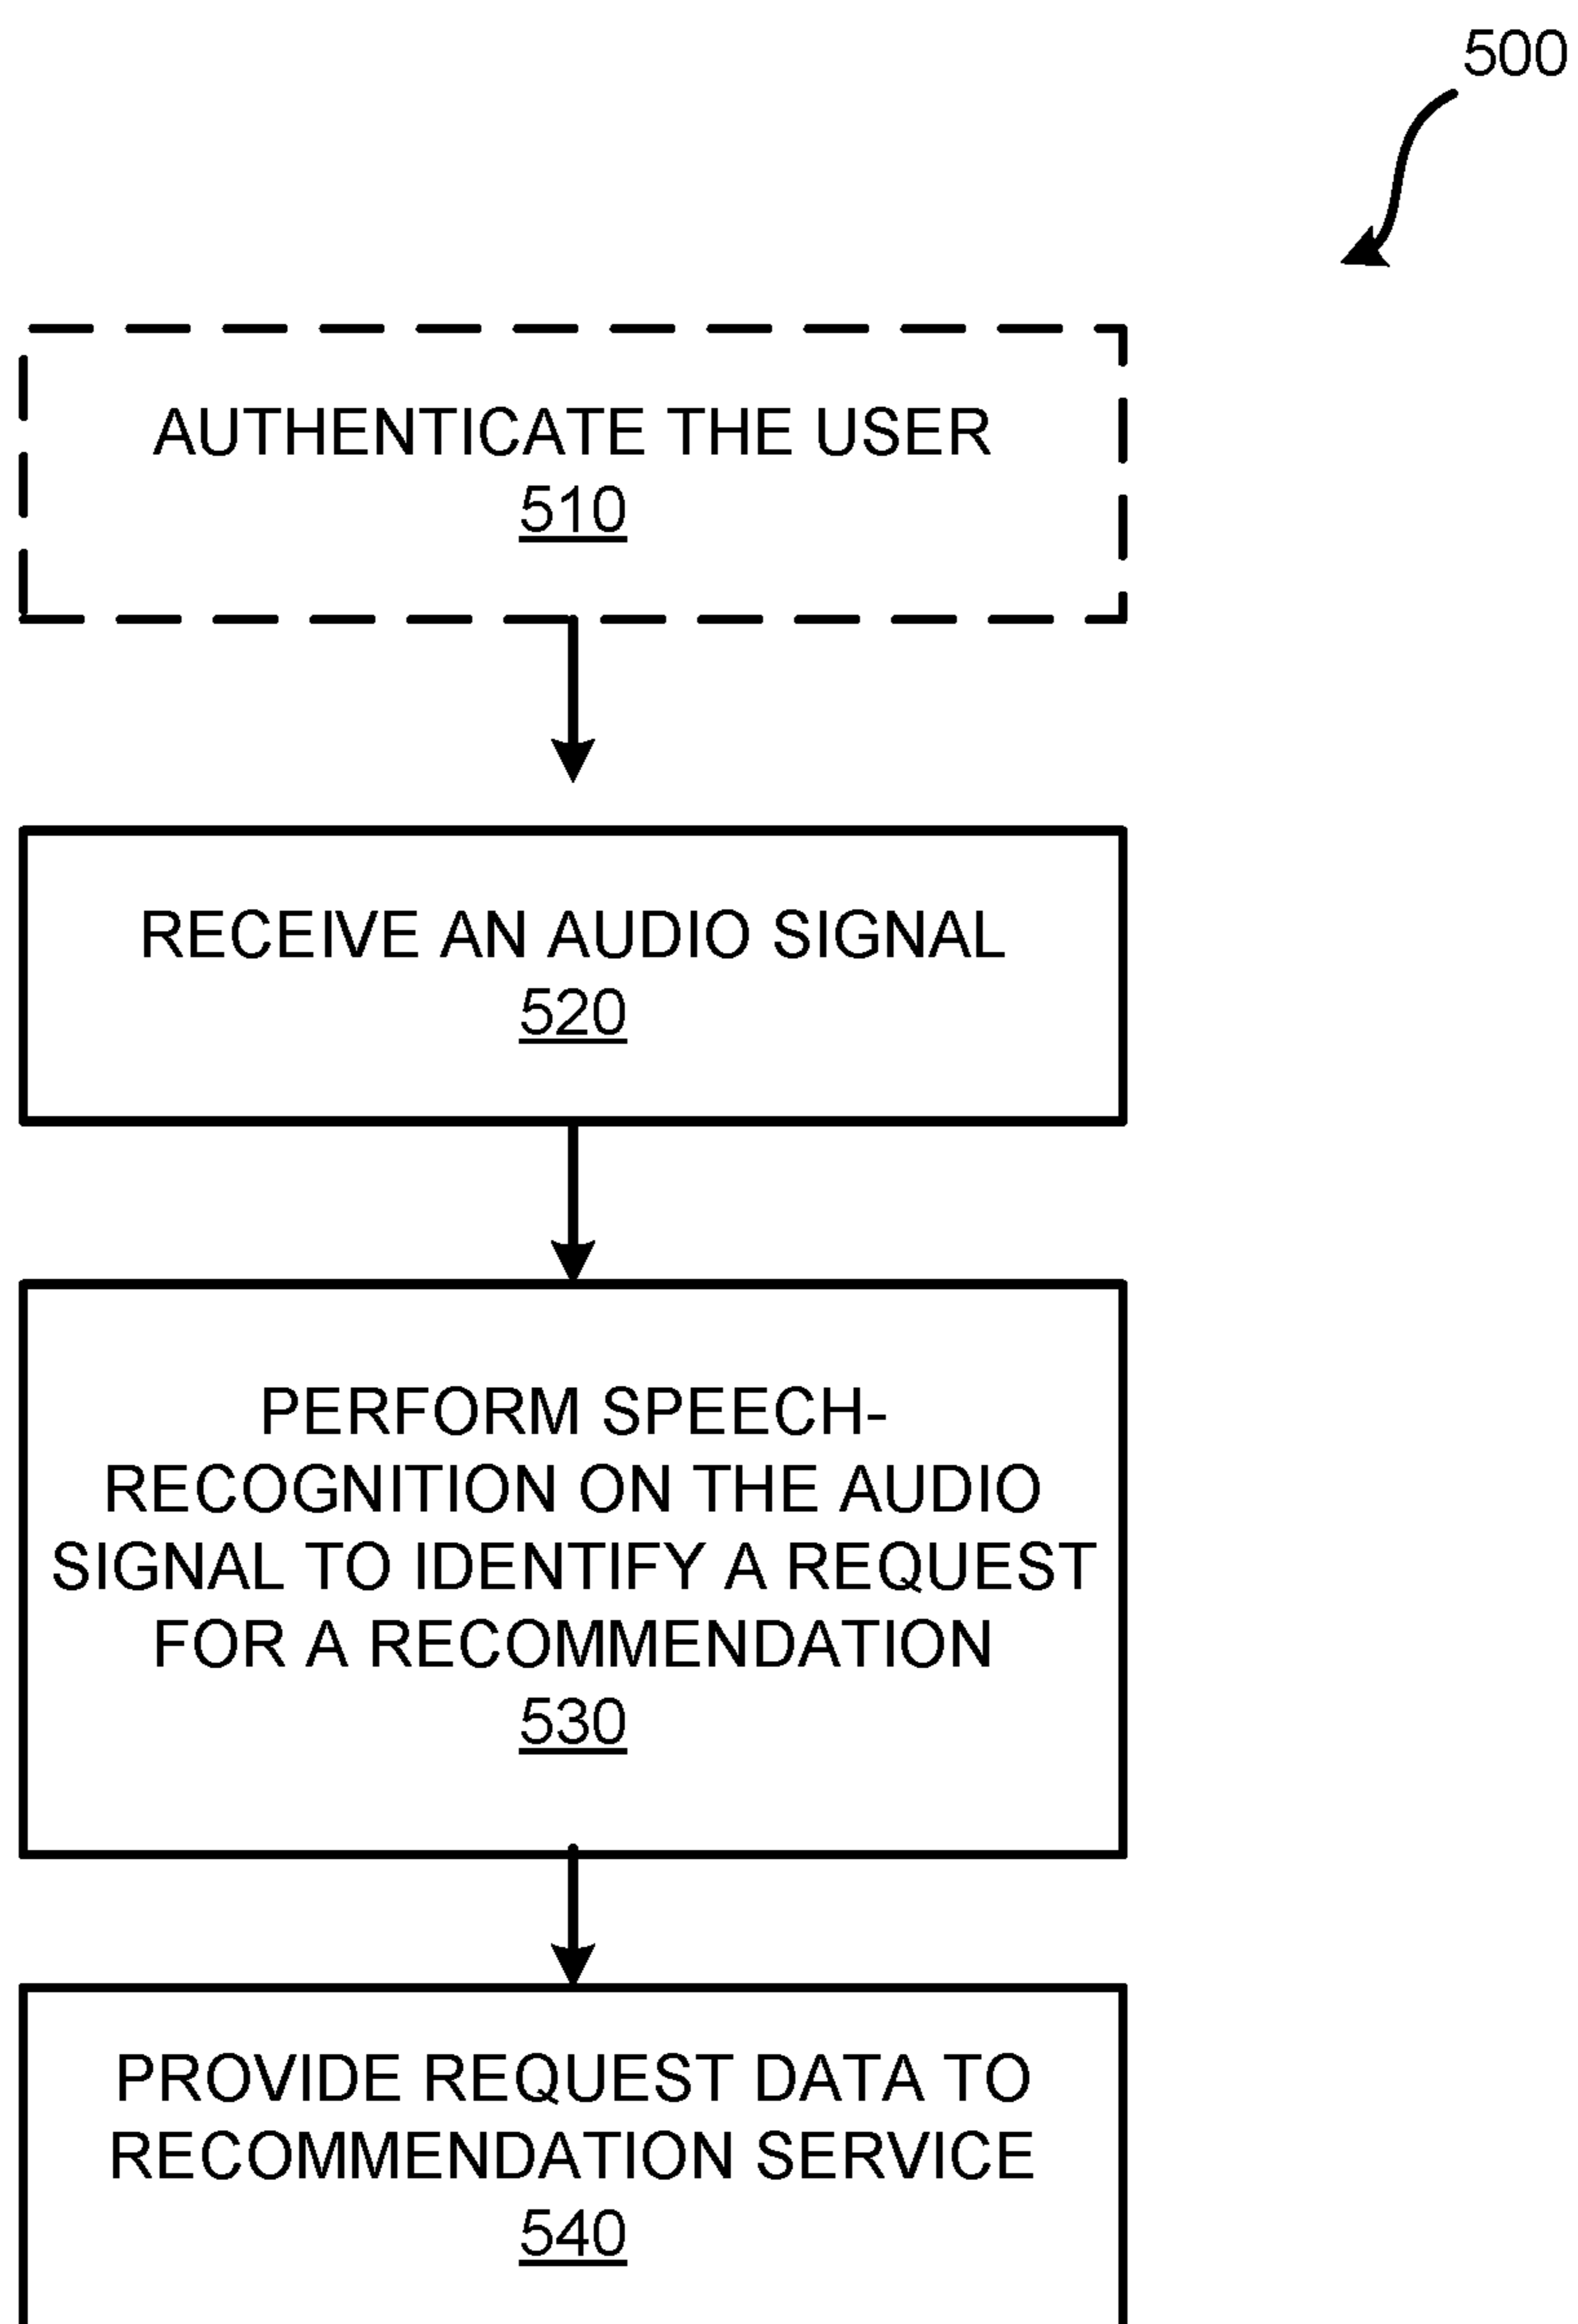 500
AUTHENTICATE THE USER
510
RECEIVE AN AUDIO SIGNAL
520
PERFORM SPEECH-
RECOGNITION ON THE AUDIO
SIGNAL TO IDENTIFY A REQUEST
FOR A RECOMMENDATION
530
PROVIDE REQUEST DATA TO
RECOMMENDATION SERVICE
540